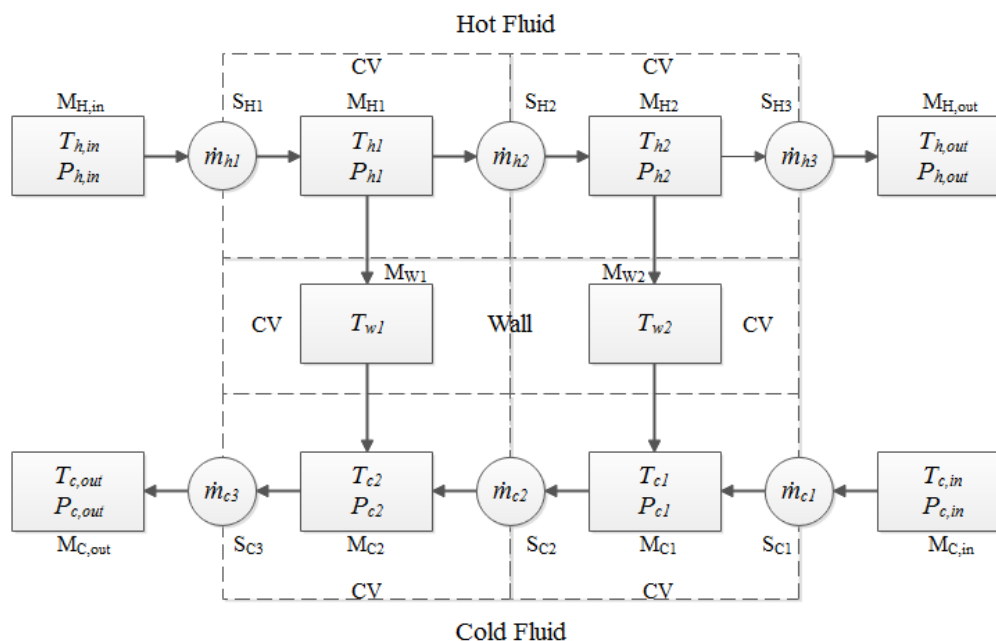 Hot Fluid
CV CV
M_H,in S_H1 M_H1 S_H2 M_H2 S_H3 M_H,out
T_h,in ṁ_h1 T_h1 ṁ_h2 T_h2 ṁ_h3 T_h,out
P_h,in P_h1 P_h2 P_h,out
M_W1 M_W2
CV T_w1 Wall T_w2 CV
T_c,out ṁ_c3 T_c2 ṁ_c2 T_c1 ṁ_c1 T_c,in
P_c,out P_c2 P_c1 P_c,in
M_C,out S_C3 M_C2 S_C2 M_C1 S_C1 M_C,in
CV CV
Cold Fluid